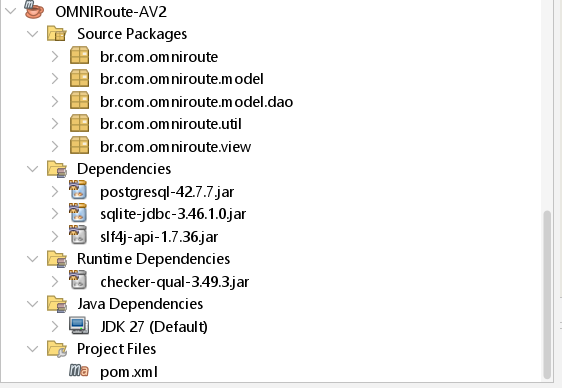 OMNIRoute-AV2
Source Packages
br.com.omniroute
br.com.omniroute.model
br.com.omniroute.model.dao
br.com.omniroute.util
br.com.omniroute.view
Dependencies
postgresql-42.7.7.jar
sqlite-jdbc-3.46.1.0.jar
slf4j-api-1.7.36.jar
Runtime Dependencies
checker-qual-3.49.3.jar
Java Dependencies
JDK 27 (Default)
Project Files
pom.xml